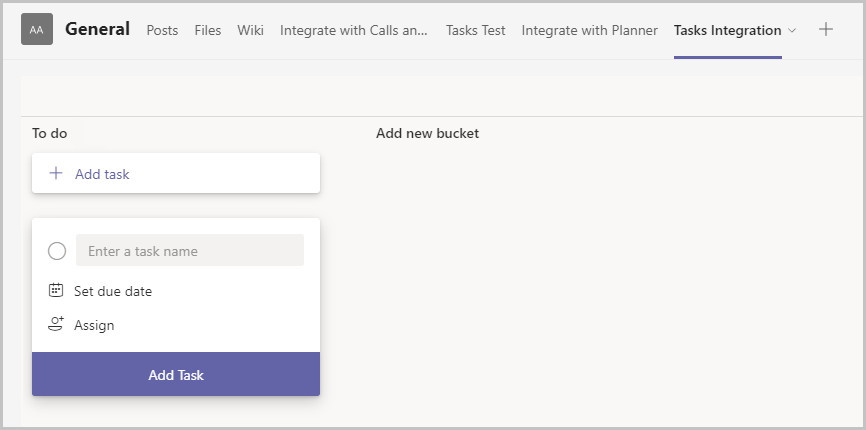 AA General Posts Files Wiki Integrate with Calls an... Tasks Test Integrate with Planner Tasks Integration
To do Add new bucket
Add task
Enter a task name
Set due date
Assign
Add Task